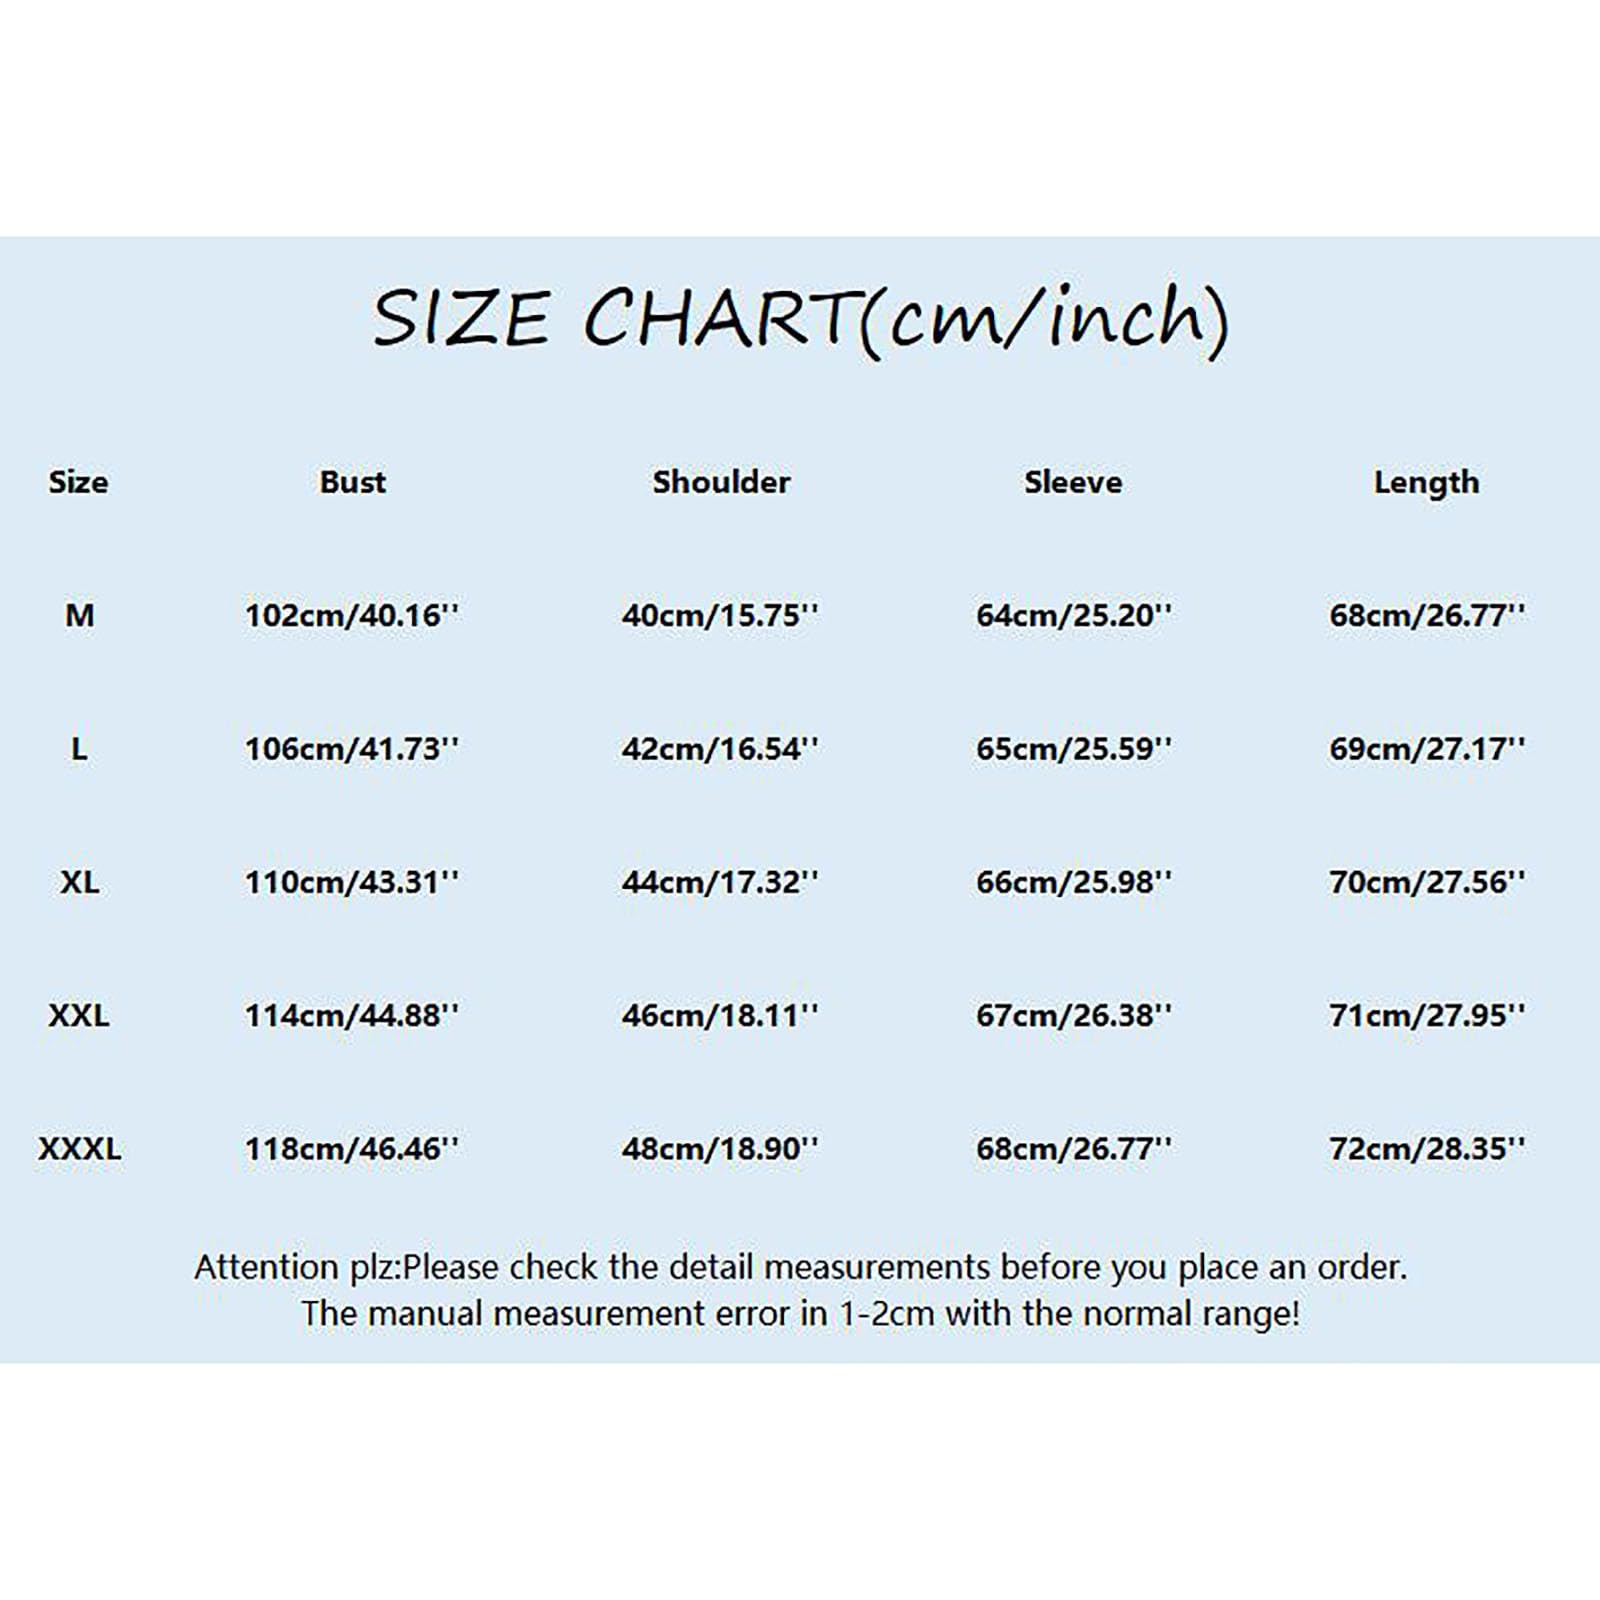 SIZE CHART(cm/inch)
Size Bust Shoulder Sleeve Length
M 102cm/40.16'' 40cm/15.75'' 64cm/25.20'' 68cm/26.77''
L 106cm/41.73'' 42cm/16.54'' 65cm/25.59'' 69cm/27.17''
XL 110cm/43.31'' 44cm/17.32'' 66cm/25.98'' 70cm/27.56''
XXL 114cm/44.88'' 46cm/18.11'' 67cm/26.38'' 71cm/27.95''
XXXL 118cm/46.46'' 48cm/18.90'' 68cm/26.77'' 72cm/28.35''
Attention plz:Please check the detail measurements before you place an order.
The manual measurement error in 1-2cm with the normal range!